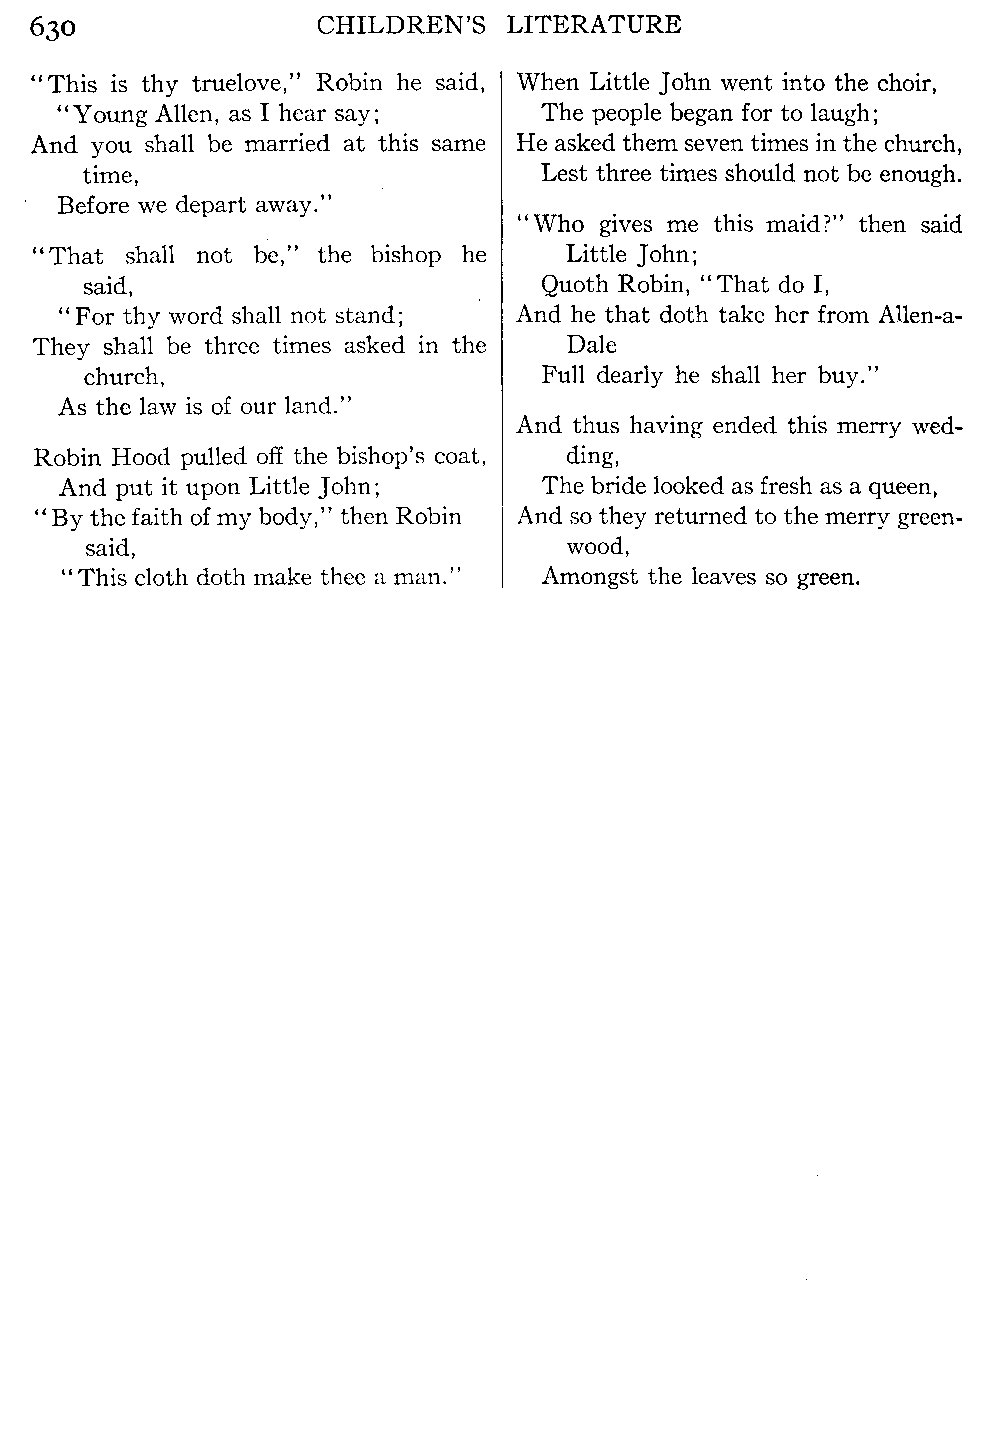 630 CHILDREN'S LITERATURE
“This is thy truelove,” Robin he said,
“Young Allen, as I hear say;
And you shall be married at this same
time,
Before we depart away.”
“That shall not be,” the bishop he
said,
“For thy word shall not stand;
They shall be three times asked in the
church,
As the law is of our land.”
Robin Hood pulled off the bishop's coat,
And put it upon Little John;
“By the faith of my body,” then Robin
said,
“This cloth doth make thee a man.”
When Little John went into the choir,
The people began for to laugh;
He asked them seven times in the church,
Lest three times should not be enough.
“Who gives me this maid?” then said
Little John;
Quoth Robin, “That do I,
And he that doth take her from Allen-a-
Dale
Full dearly he shall her buy.”
And thus having ended this merry wed-
ding,
The bride looked as fresh as a queen,
And so they returned to the merry green-
wood,
Amongst the leaves so green.